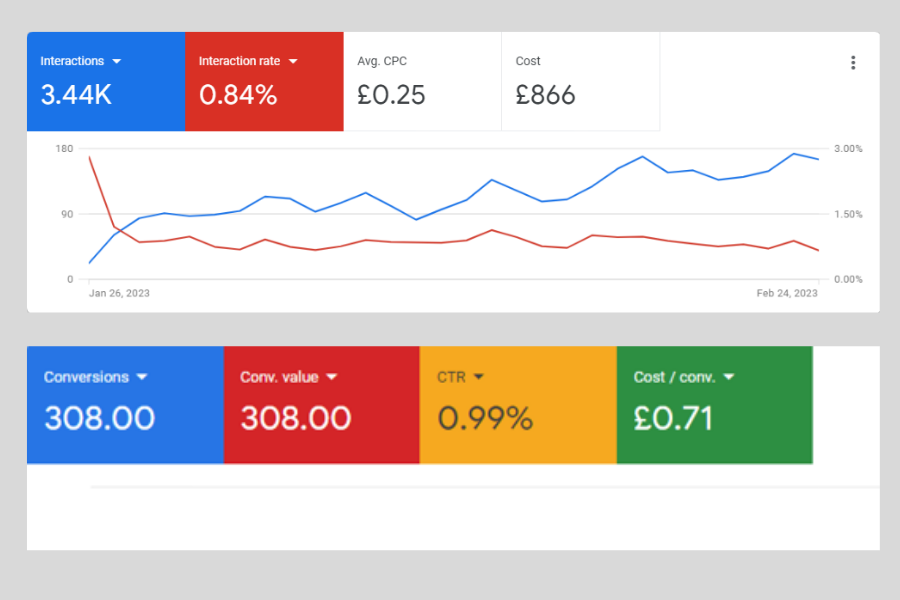 Interactions
Interaction rate
Avg. CPC
Cost
3.44K
0.84%
£0.25
£866
180
3.00%
90
1.50%
0
0.00%
Jan 26, 2023
Feb 24, 2023
Conversions
Conv. value
CTR
Cost / conv.
308.00
308.00
0.99%
£0.71